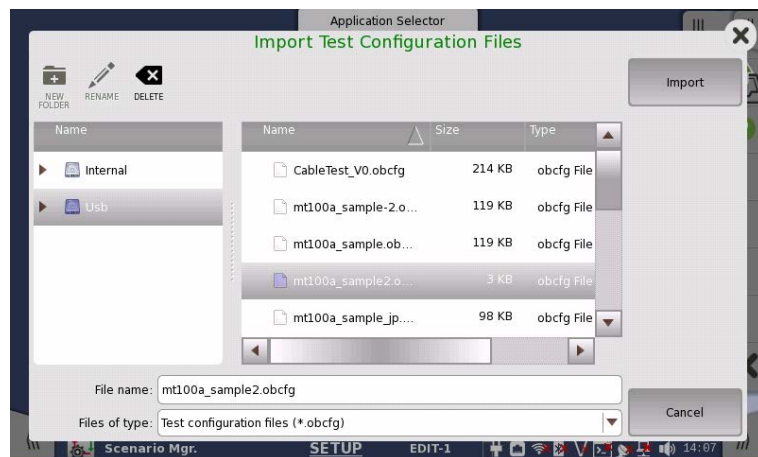 Application Selector
Import Test Configuration Files
NEW FOLDER
RENAME
DELETE
Import
Name
Name
Size
Type
Internal
CableTest_V0.obcfg
214 KB
obcfg File
Usb
mt100a_sample-2.o...
119 KB
obcfg File
mt100a_sample.ob...
119 KB
obcfg File
mt100a_sample2.o...
3 KB
obcfg File
mt100a_sample_jp....
98 KB
obcfg File
File name:
mt100a_sample2.obcfg
Files of type:
Test configuration files (*.obcfg)
Cancel
Scenario Mgr.
SETUP
EDIT-1
14:07